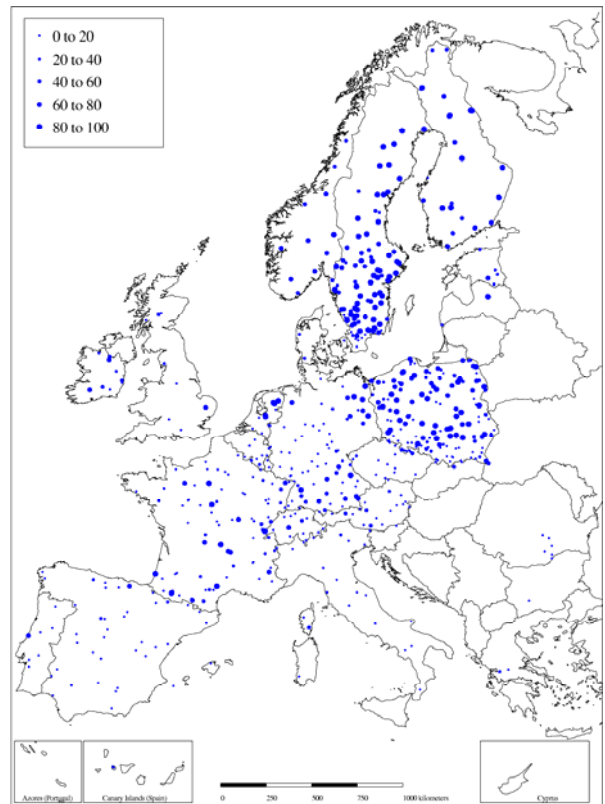 0 to 20
20 to 40
40 to 60
60 to 80
80 to 100
Azores (Portugal)
Canary Islands (Spain)
0 250 500 750 1000 kilometers
Cyprus